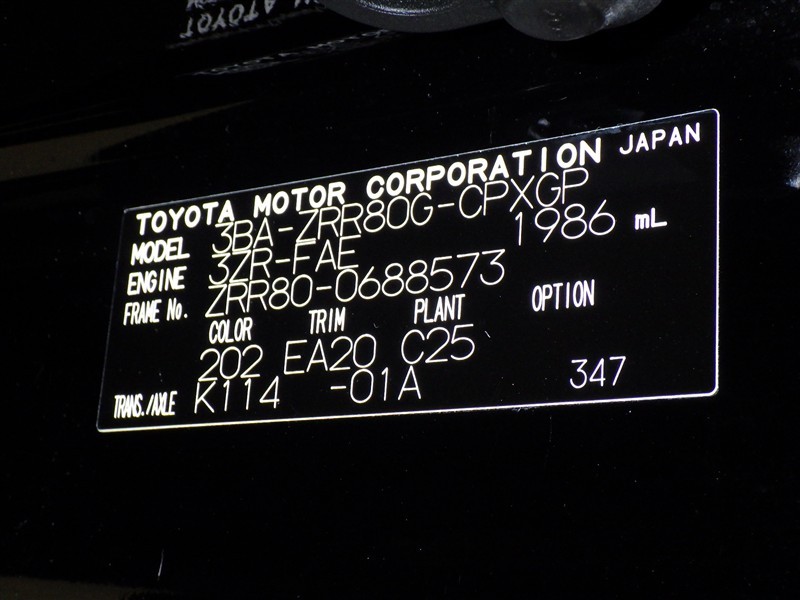 TOYOTA MOTOR CORPORATION JAPAN
MODEL 3BA-ZRR80G-CPXGP
ENGINE 3ZR-FAE 1986 mL
FRAME No. ZRR80-0688573
COLOR TRIM PLANT OPTION
202 EA20 C25
TRANS./AXLE K114 -01A 347